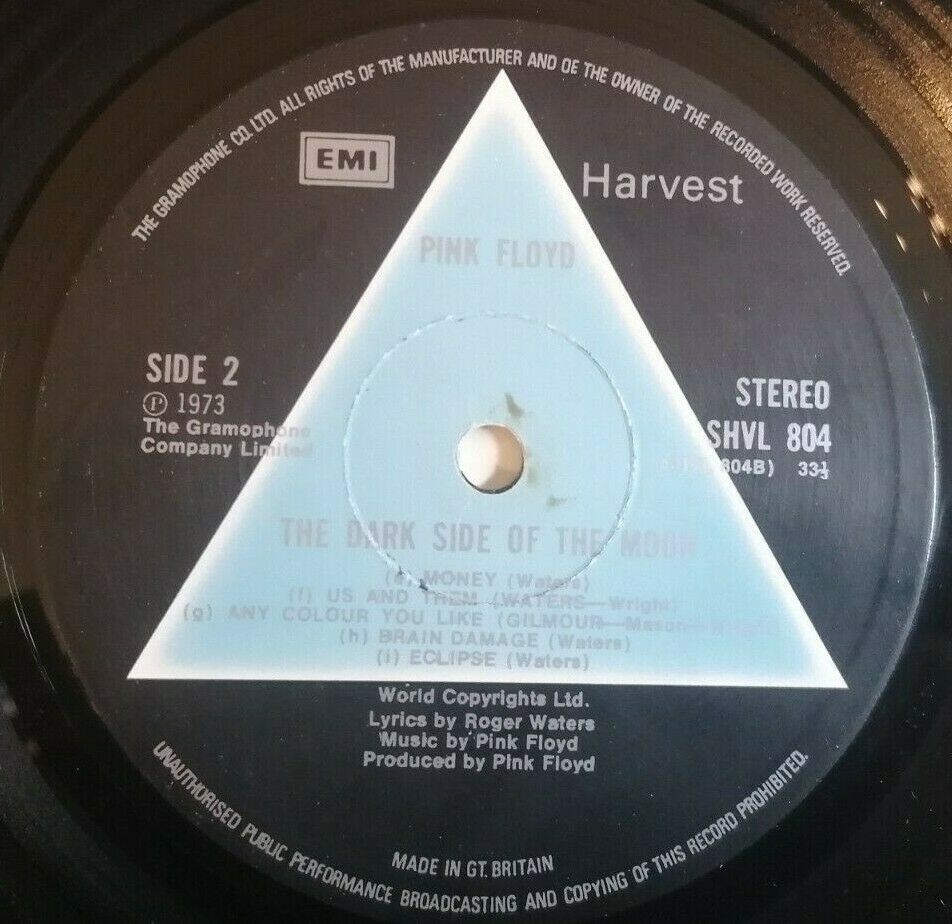 THE GRAMOPHONE CO. LTD. ALL RIGHTS OF THE MANUFACTURER AND OE THE OWNER OF THE RECORDED WORK RESERVED.
EMI
Harvest
PINK FLOYD
SIDE 2
Ⓟ 1973
The Gramophone
Company Limited
STEREO
SHVL 804
804B) 33⅓
THE DARK SIDE OF THE MOON
(e) MONEY (Waters)
(f) US AND THEM (WATERS—Wright)
(g) ANY COLOUR YOU LIKE (GILMOUR—Mason—Wright)
(h) BRAIN DAMAGE (Waters)
(i) ECLIPSE (Waters)
World Copyrights Ltd.
Lyrics by Roger Waters
Music by Pink Floyd
Produced by Pink Floyd
MADE IN GT. BRITAIN
UNAUTHORISED PUBLIC PERFORMANCE BROADCASTING AND COPYING OF THIS RECORD PROHIBITED.